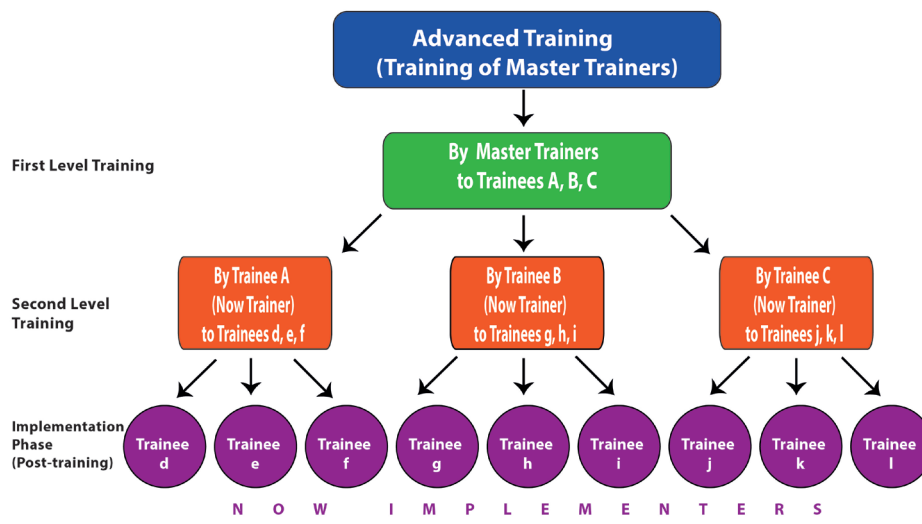 Advanced Training
(Training of Master Trainers)
First Level Training
By Master Trainers
to Trainees A, B, C
Second Level
Training
By Trainee A
(Now Trainer)
to Trainees d, e, f
By Trainee B
(Now Trainer)
to Trainees g, h, i
By Trainee C
(Now Trainer)
to Trainees j, k, l
Implementation
Phase
(Post-training)
Trainee
d
Trainee
e
Trainee
f
Trainee
g
Trainee
h
Trainee
i
Trainee
j
Trainee
k
Trainee
l
NOW IMPLEMENTERS